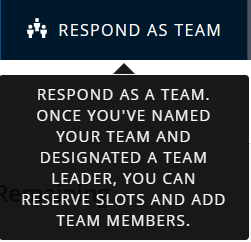 RESPOND AS TEAM
RESPOND AS A TEAM.
ONCE YOU'VE NAMED
YOUR TEAM AND
DESIGNATED A TEAM
LEADER, YOU CAN
RESERVE SLOTS AND ADD
TEAM MEMBERS.
Remaining